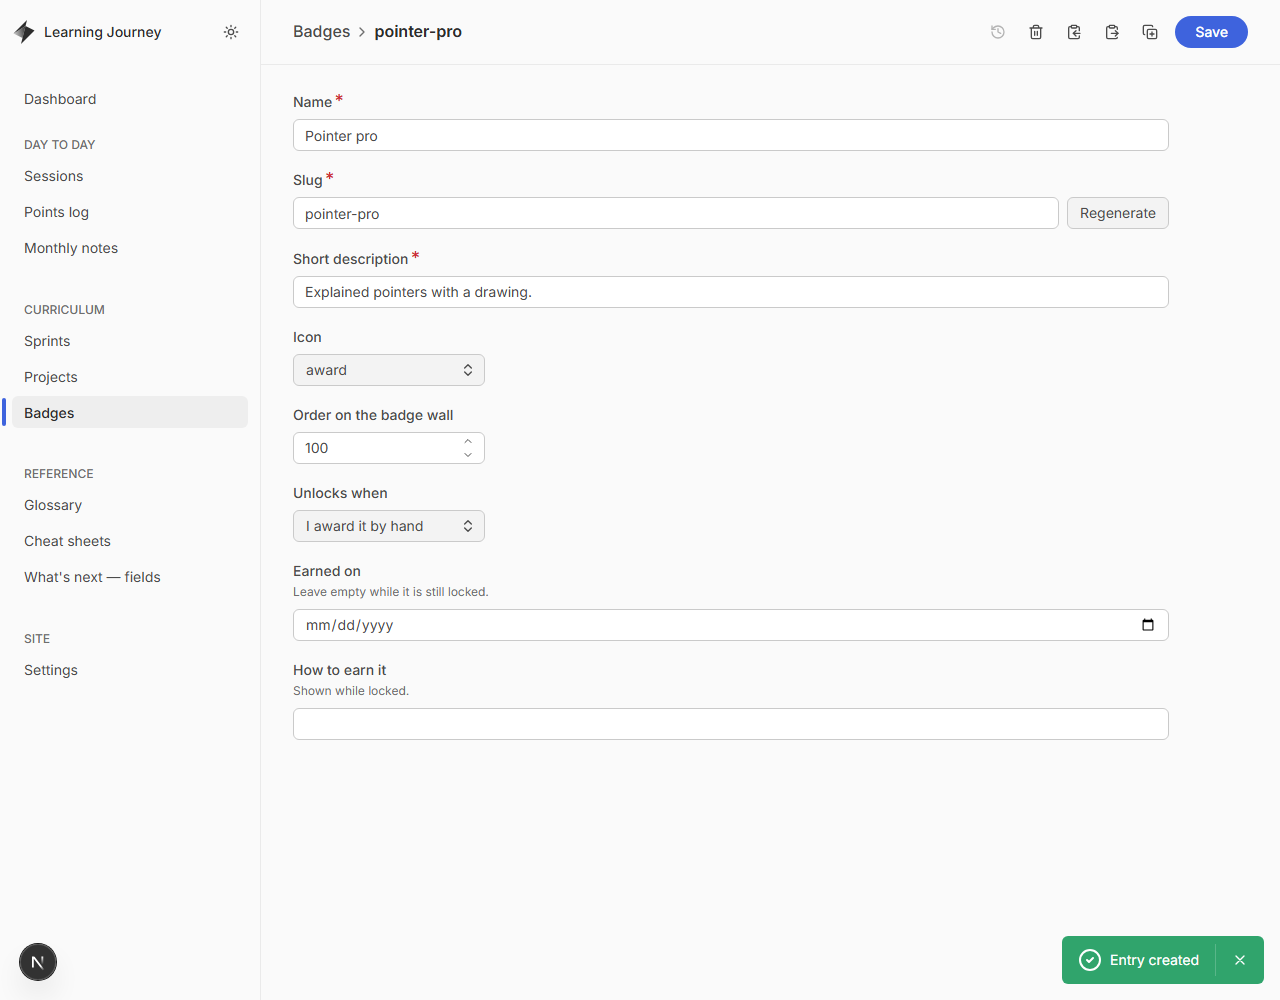 Learning Journey
Badges > pointer-pro
Save
Dashboard
DAY TO DAY
Sessions
Points log
Monthly notes
CURRICULUM
Sprints
Projects
Badges
REFERENCE
Glossary
Cheat sheets
What's next — fields
SITE
Settings
N
Name *
Pointer pro
Slug *
pointer-pro
Regenerate
Short description *
Explained pointers with a drawing.
Icon
award
Order on the badge wall
100
Unlocks when
I award it by hand
Earned on
Leave empty while it is still locked.
mm/dd/yyyy
How to earn it
Shown while locked.
Entry created